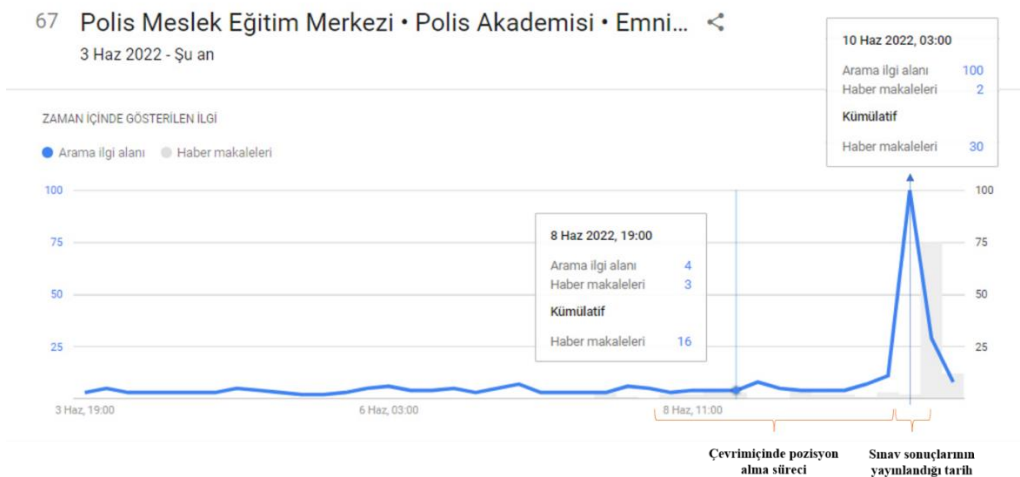 67 Polis Meslek Eğitim Merkezi • Polis Akademisi • Emni...
3 Haz 2022 - Şu an
10 Haz 2022, 03:00
Arama ilgi alanı 100
Haber makaleleri 2
Kümülatif
Haber makaleleri 30
ZAMAN İÇİNDE GÖSTERİLEN İLGİ
Arama ilgi alanı Haber makaleleri
100 100
75 75
50 50
25 25
8 Haz 2022, 19:00
Arama ilgi alanı 4
Haber makaleleri 3
Kümülatif
Haber makaleleri 16
3 Haz, 19:00 6 Haz, 03:00 8 Haz, 11:00
Çevrimiçinde pozisyon
alma süreci
Sınav sonuçlarının
yayınlandığı tarih